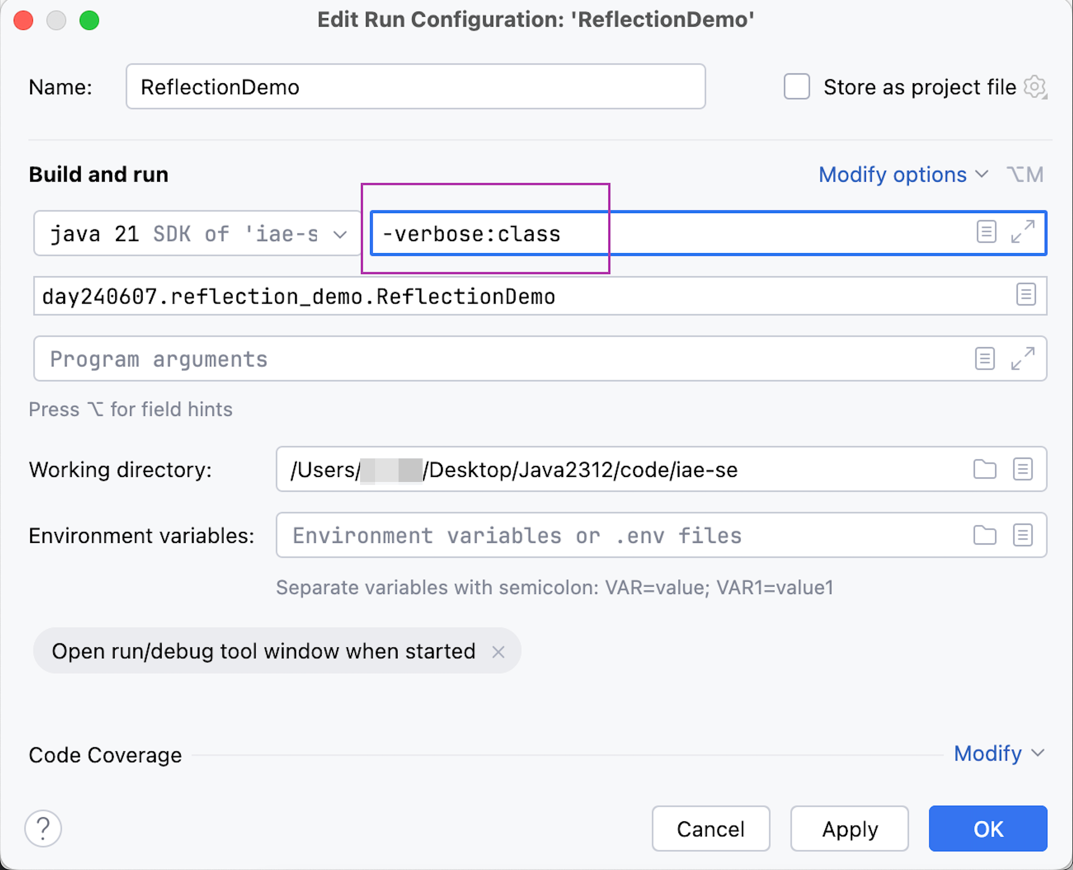 Edit Run Configuration: 'ReflectionDemo'
Name: ReflectionDemo Store as project file
Build and run Modify options ⌥M
java 21 SDK of 'iae-s -verbose:class
day240607.reflection_demo.ReflectionDemo
Program arguments
Press ⌥ for field hints
Working directory: /Users/ /Desktop/Java2312/code/iae-se
Environment variables: Environment variables or .env files
Separate variables with semicolon: VAR=value; VAR1=value1
Open run/debug tool window when started ×
Code Coverage Modify
? Cancel Apply OK